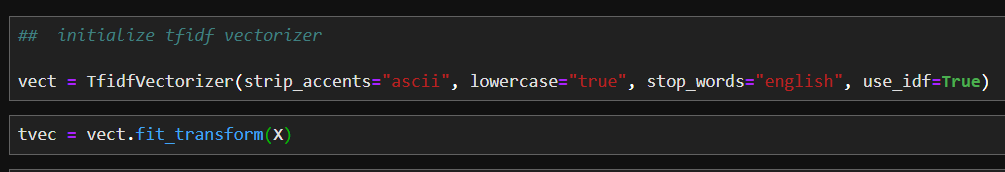 ##  initialize tfidf vectorizer
vect = TfidfVectorizer(strip_accents="ascii", lowercase="true", stop_words="english", use_idf=True)
tvec = vect.fit_transform(X)